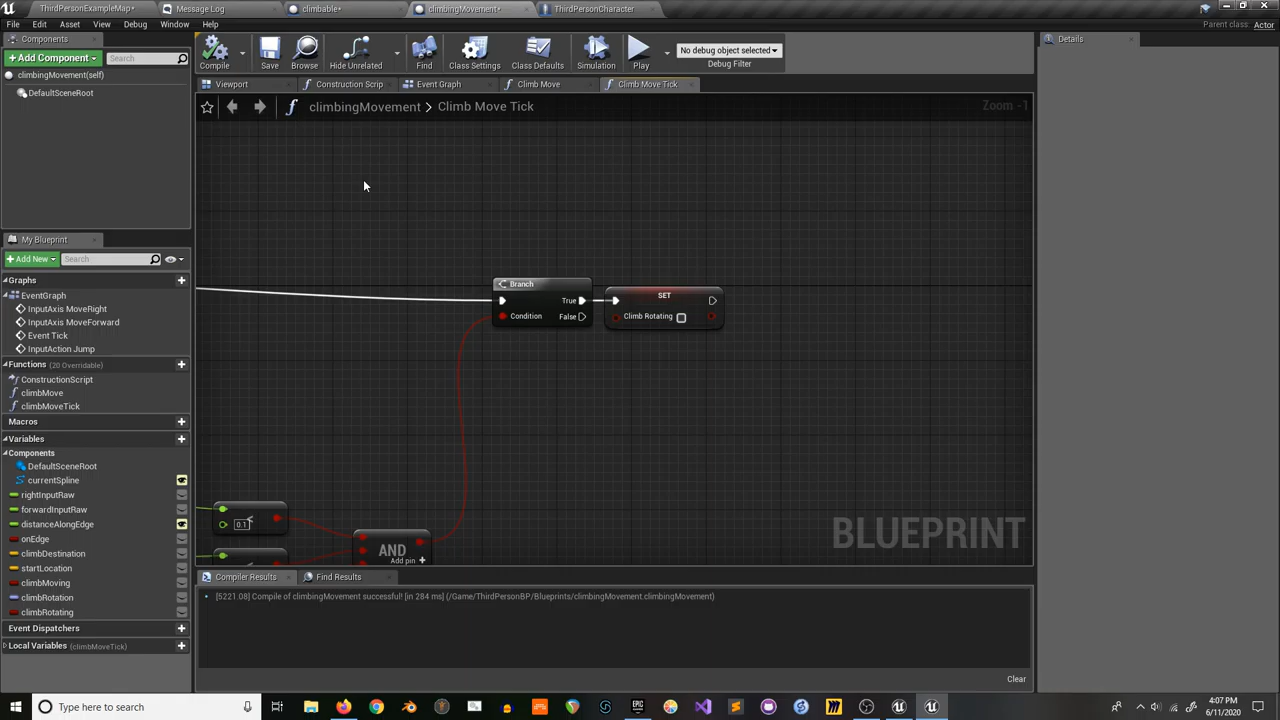 ThirdPersonExampleMap*
Message Log
climbable*
climbingMovement*
ThirdPersonCharacter
File
Edit
Asset
View
Debug
Window
Help
Parent class: Actor
Components
Add Component
Search
climbingMovement(self)
DefaultSceneRoot
Compile
Save
Browse
Hide Unrelated
Find
Class Settings
Class Defaults
Simulation
Play
No debug object selected
Debug Filter
Details
Viewport
Construction Scrip
Event Graph
Climb Move
Climb Move Tick
climbingMovement > Climb Move Tick
Zoom -1
Branch
True
Condition
False
SET
Climb Rotating
0.1
<
AND
Add pin +
BLUEPRINT
My Blueprint
Add New
Search
Graphs
EventGraph
InputAxis MoveRight
InputAxis MoveForward
Event Tick
InputAction Jump
Functions (20 Overridable)
ConstructionScript
climbMove
climbMoveTick
Macros
Variables
Components
DefaultSceneRoot
currentSpline
rightInputRaw
forwardInputRaw
distanceAlongEdge
onEdge
climbDestination
startLocation
climbMoving
climbRotation
climbRotating
Event Dispatchers
Local Variables (climbMoveTick)
Compiler Results
Find Results
[5221.08] Compile of climbingMovement successful! [in 284 ms] (/Game/ThirdPersonBP/Blueprints/climbingMovement.climbingMovement)
Clear
Type here to search
4:07 PM
6/11/2020